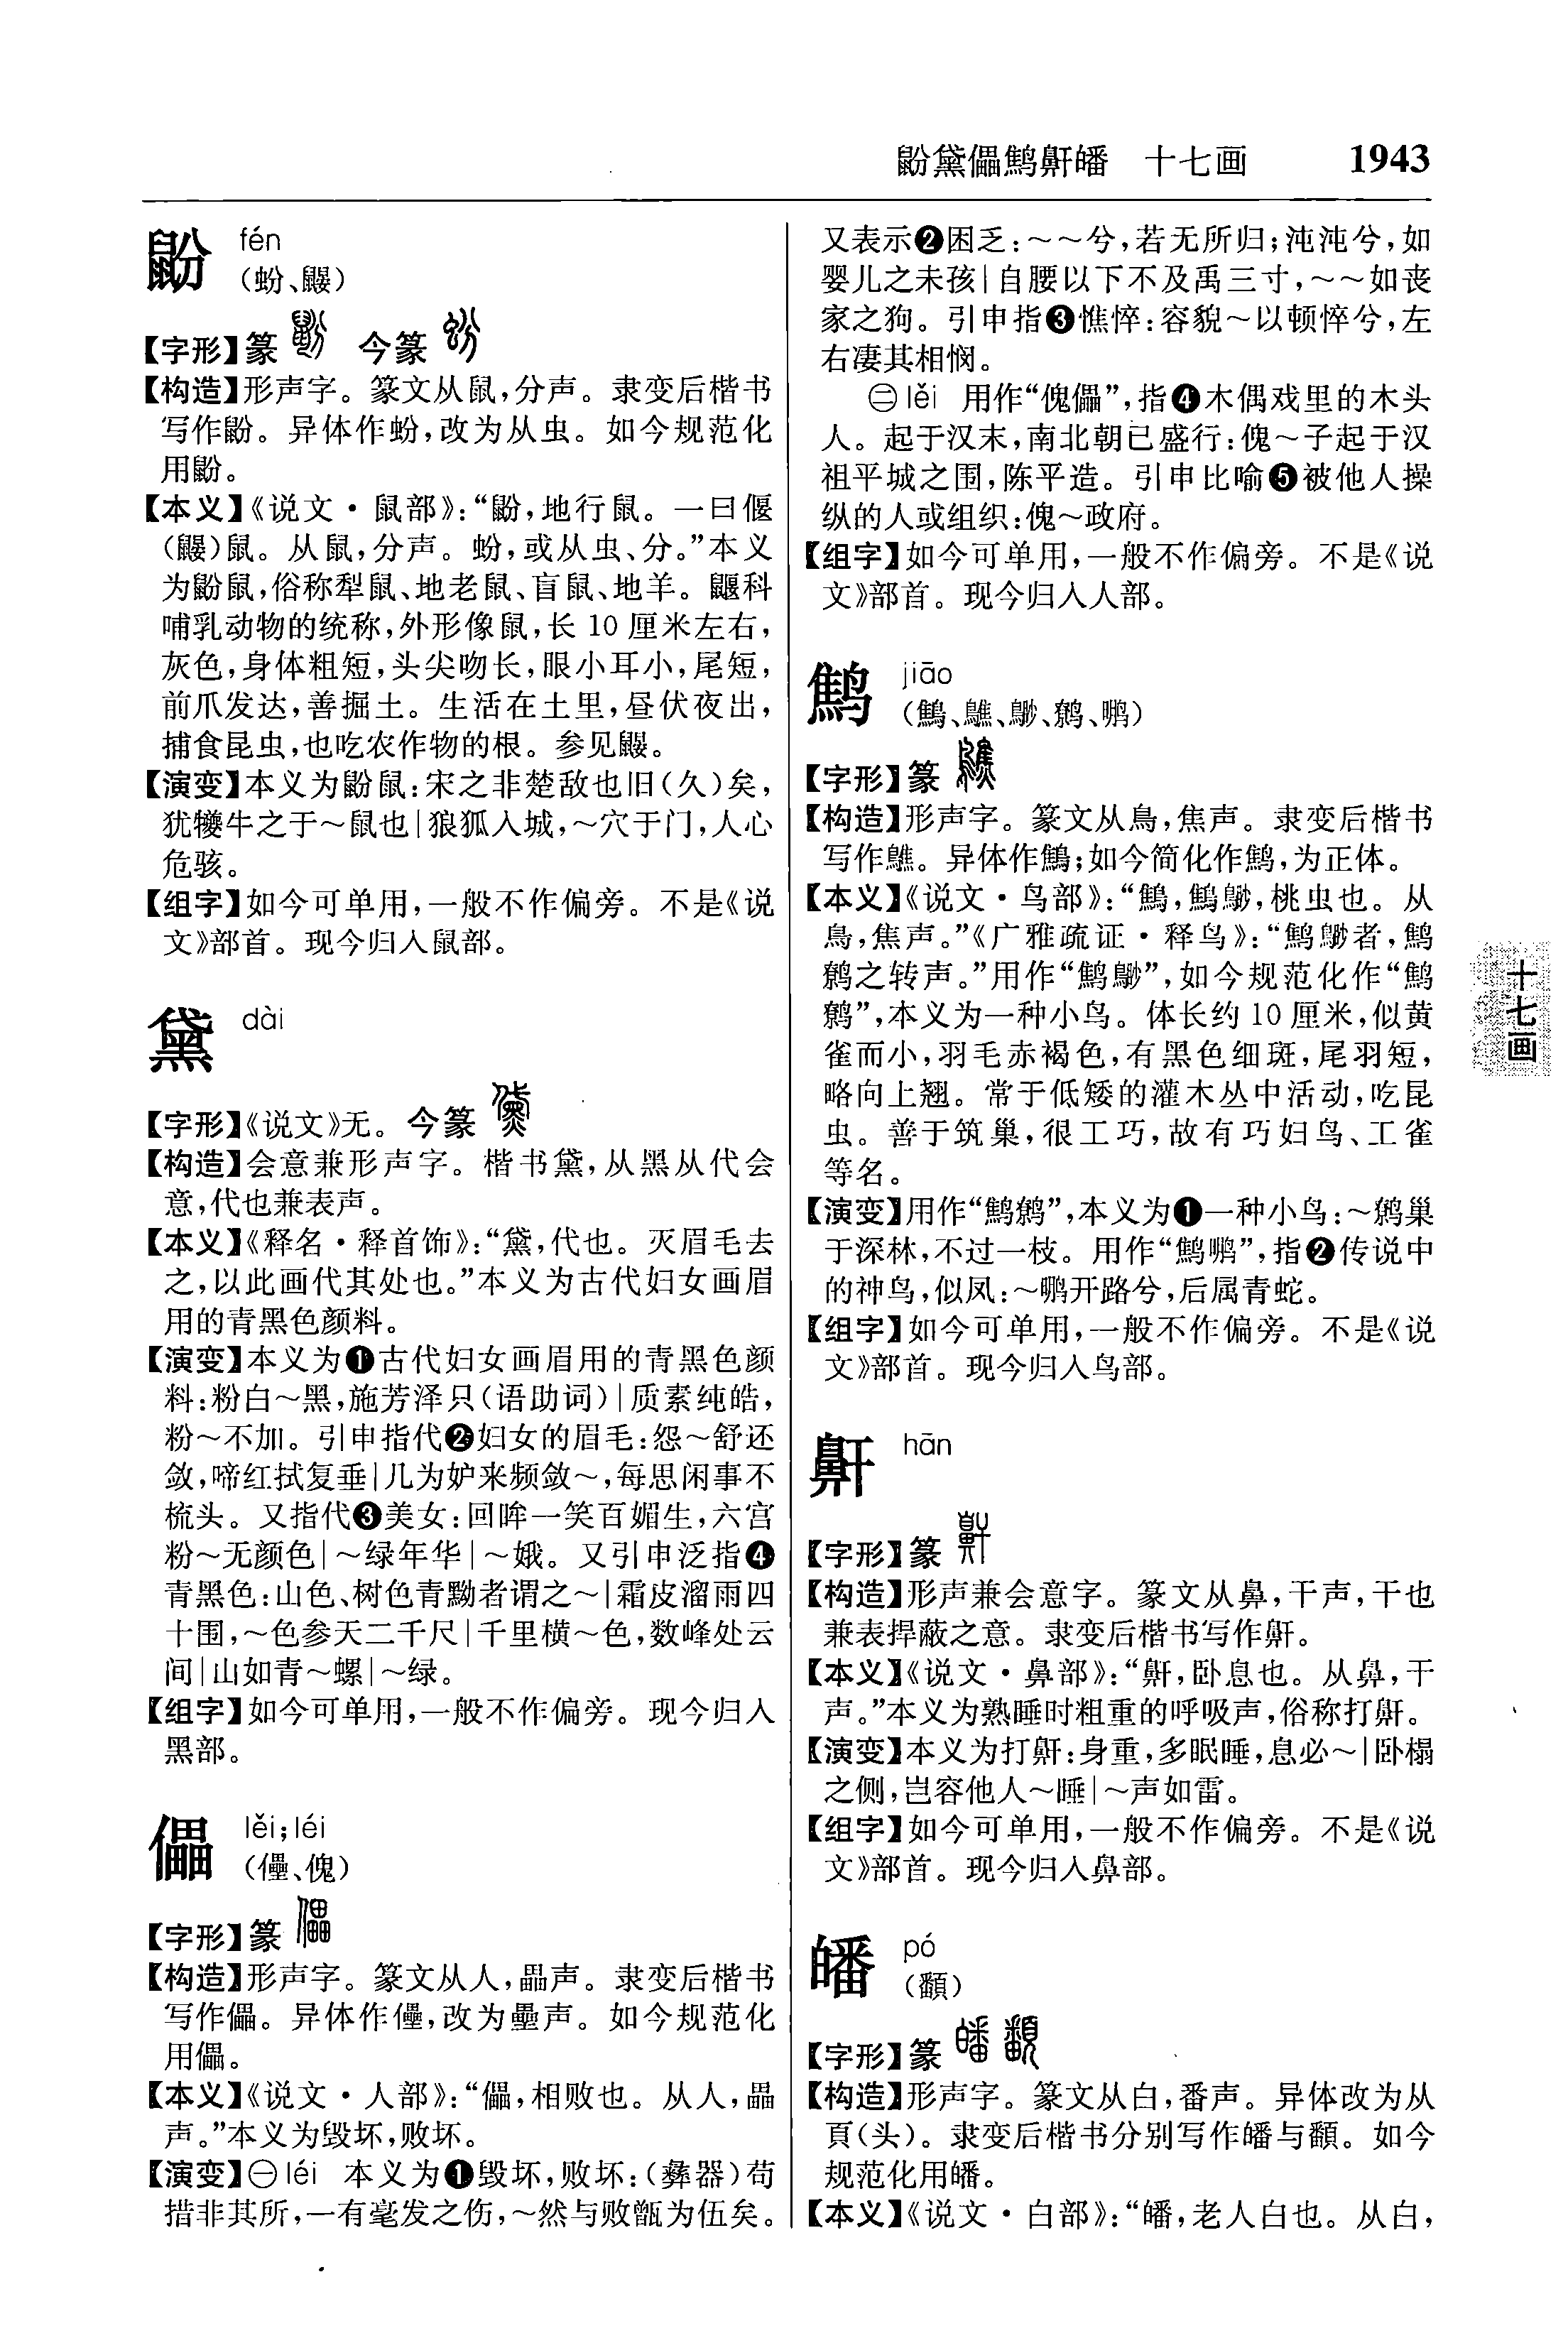 鼢黛儡鹪鼾皤 十七画 1943
鼢 fén
(蚡、鼹)
【字形】篆 今篆
【构造】形声字。篆文从鼠,分声。隶变后楷书
写作鼢。异体作蚡,改为从虫。如今规范化
用鼢。
【本义】《说文·鼠部》:“鼢,地行鼠。一曰偃
(鼹)鼠。从鼠,分声。蚡,或从虫、分。”本义
为鼢鼠,俗称犁鼠、地老鼠、盲鼠、地羊。鼴科
哺乳动物的统称,外形像鼠,长 10 厘米左右,
灰色,身体粗短,头尖吻长,眼小耳小,尾短,
前爪发达,善掘土。生活在土里,昼伏夜出,
捕食昆虫,也吃农作物的根。参见鼹。
【演变】本义为鼢鼠:宋之非楚敌也旧(久)矣,
犹㹙牛之于～鼠也|狼狐入城,～穴于门,人心
危骇。
【组字】如今可单用,一般不作偏旁。不是《说
文》部首。现今归入鼠部。
黛 dài
【字形】《说文》无。今篆
【构造】会意兼形声字。楷书黛,从黑从代会
意,代也兼表声。
【本义】《释名·释首饰》:“黛,代也。灭眉毛去
之,以此画代其处也。”本义为古代妇女画眉
用的青黑色颜料。
【演变】本义为❶古代妇女画眉用的青黑色颜
料:粉白～黑,施芳泽只(语助词)|质素纯皓,
粉～不加。引申指代❷妇女的眉毛:怨～舒还
敛,啼红拭复垂|几为妒来频敛～,每思闲事不
梳头。又指代❸美女:回眸一笑百媚生,六宫
粉～无颜色|～绿年华|～娥。又引申泛指❹
青黑色:山色、树色青黝者谓之～|霜皮溜雨四
十围,～色参天二千尺|千里横～色,数峰处云
间|山如青～螺|～绿。
【组字】如今可单用,一般不作偏旁。现今归入
黑部。
儡 lěi;léi
(儽、傀)
【字形】篆
【构造】形声字。篆文从人,畾声。隶变后楷书
写作儡。异体作㒍,改为壘声。如今规范化
用儡。
【本义】《说文·人部》:“儡,相败也。从人,畾
声。”本义为毁坏,败坏。
【演变】㊀léi 本义为❶毁坏,败坏:(彝器)苟
措非其所,一有毫发之伤,～然与败甑为伍矣。
又表示❷困乏:～～兮,若无所归;沌沌兮,如
婴儿之未孩|自腰以下不及禹三寸,～～如丧
家之狗。引申指❸憔悴:容貌～以顿悴兮,左
右凄其相悯。
㊁lěi 用作“傀儡”,指❹木偶戏里的木头
人。起于汉末,南北朝已盛行:傀～子起于汉
祖平城之围,陈平造。引申比喻❺被他人操
纵的人或组织:傀～政府。
【组字】如今可单用,一般不作偏旁。不是《说
文》部首。现今归入人部。
鹪 jiāo
(鷦、鵻、鷯、鹩、鹏)
【字形】篆
【构造】形声字。篆文从鳥,焦声。隶变后楷书
写作鷦。异体作鷦;如今简化作鹪,为正体。
【本义】《说文·鸟部》:“鷦,鷦䴏,桃虫也。从
鳥,焦声。”《广雅疏证·释鸟》:“鹪䴏者,鹪
鹩之转声。”用作“鹪䴏”,如今规范化作“鹪
鹩”,本义为一种小鸟。体长约 10 厘米,似黄
雀而小,羽毛赤褐色,有黑色细斑,尾羽短,
略向上翘。常于低矮的灌木丛中活动,吃昆
虫。善于筑巢,很工巧,故有巧妇鸟、工雀
等名。
【演变】用作“鹪鹩”,本义为❶一种小鸟:～鹩巢
于深林,不过一枝。用作“鹪鹏”,指❷传说中
的神鸟,似凤:～鹏开路兮,后属青蛇。
【组字】如今可单用,一般不作偏旁。不是《说
文》部首。现今归入鸟部。
鼾 hān
【字形】篆
【构造】形声兼会意字。篆文从鼻,干声,干也
兼表捍蔽之意。隶变后楷书写作鼾。
【本义】《说文·鼻部》:“鼾,卧息也。从鼻,干
声。”本义为熟睡时粗重的呼吸声,俗称打鼾。
【演变】本义为打鼾:身重,多眠睡,息必～|卧榻
之侧,岂容他人～睡|～声如雷。
【组字】如今可单用,一般不作偏旁。不是《说
文》部首。现今归入鼻部。
皤 pó
(顲)
【字形】篆
【构造】形声字。篆文从白,番声。异体改为从
頁(头)。隶变后楷书分别写作皤与䪤。如今
规范化用皤。
【本义】《说文·白部》:“皤,老人白也。从白,
十七画